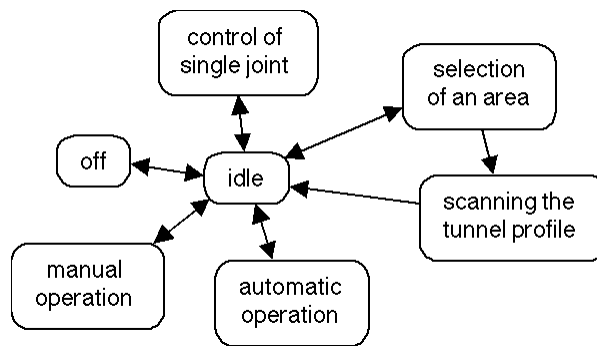 control of
single joint
selection
of an area
off
idle
scanning the
tunnel profile
manual
operation
automatic
operation